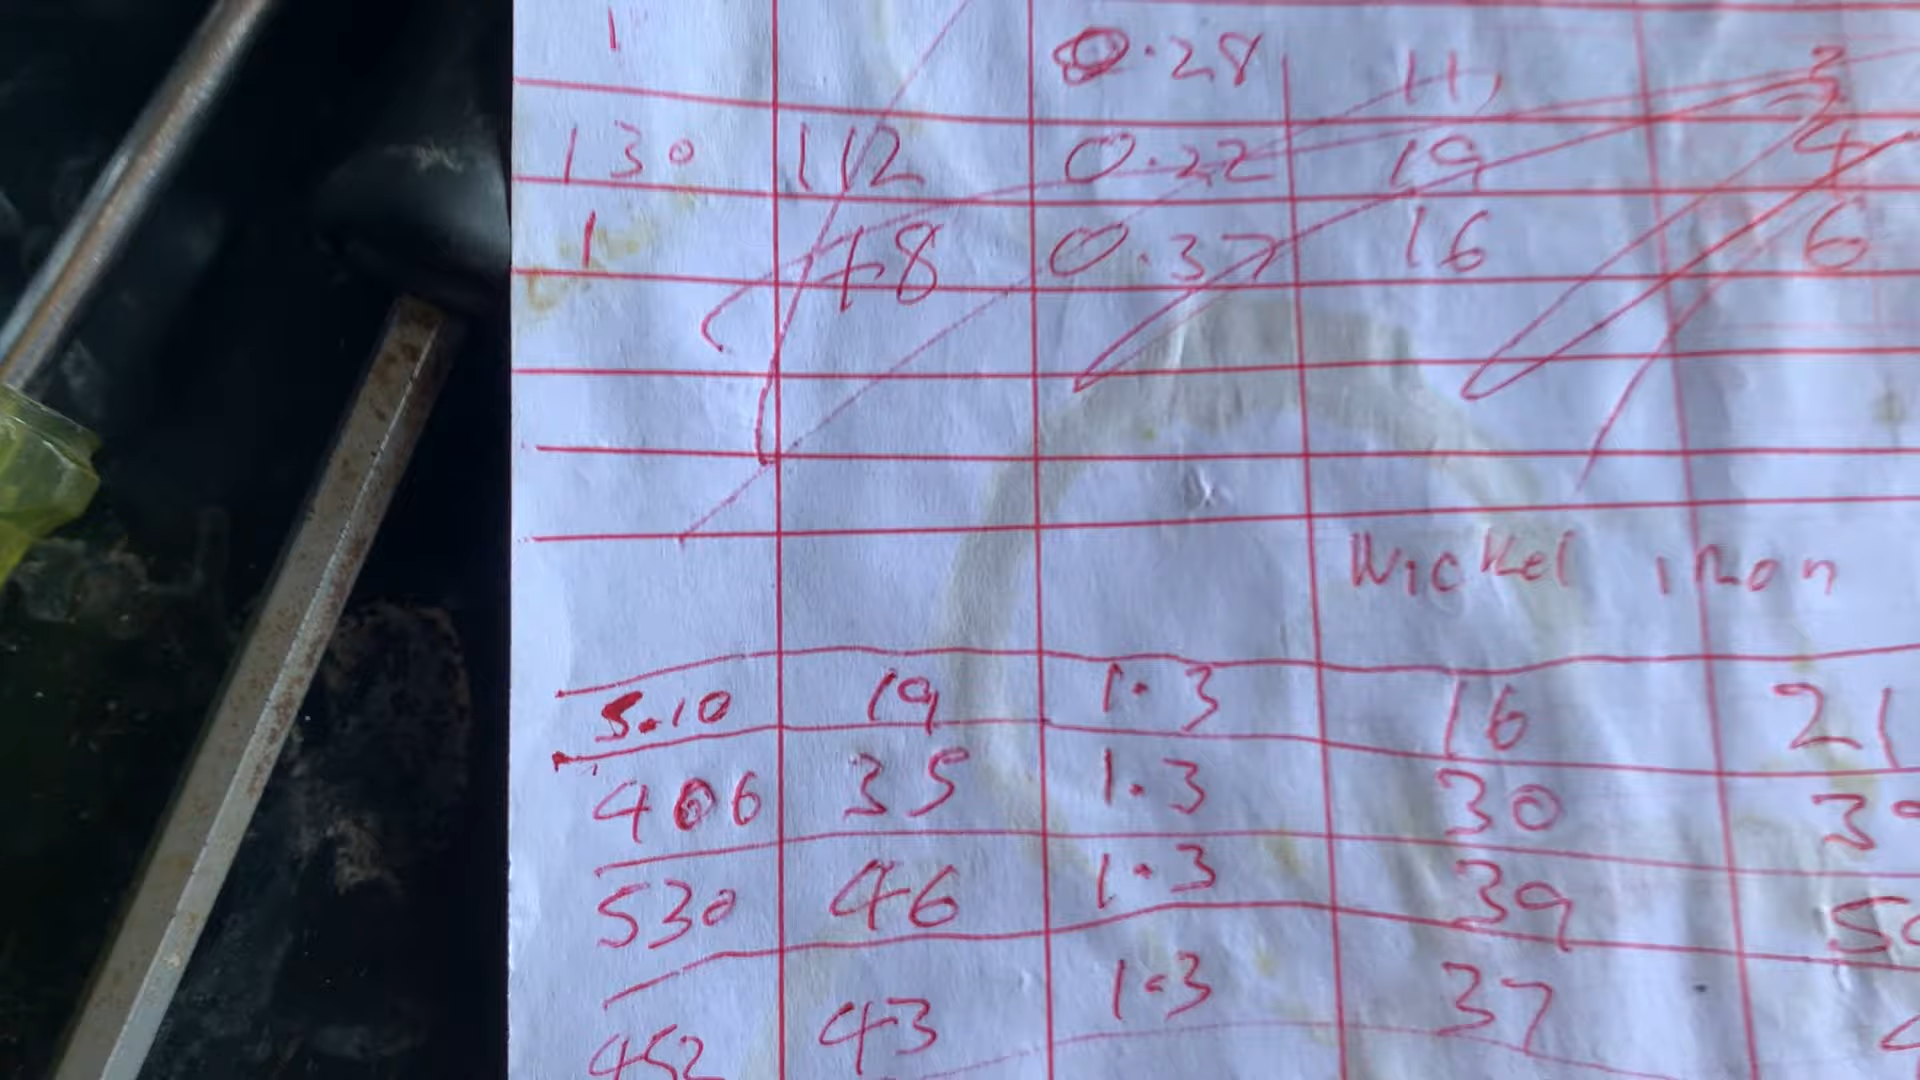 1 0.28 11 3
130 112 0.22 19 4
1 48 0.37 16 6
Nickel iron
5.10 19 1.3 16 21
406 35 1.3 30
530 46 1.3 39
452 43 1.3 37